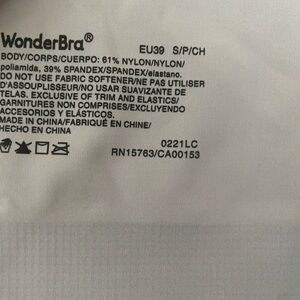 WonderBra®
EU39 S/P/CH
BODY/CORPS/CUERPO: 61% NYLON/NYLON/
poliamida, 39% SPANDEX/SPANDEX/elastano.
DO NOT USE FABRIC SOFTENER/NE PAS UTILISER
D'ASSOUPLISSEUR/NO USAR SUAVIZANTE DE
TELAS. EXCLUSIVE OF TRIM AND ELASTICS/
GARNITURES NON COMPRISES/EXCLUYENDO
ACCESORIOS Y ELÁSTICOS.
MADE IN CHINA/FABRIQUÉ EN CHINE/
HECHO EN CHINA
0221LC
RN15763/CA00153